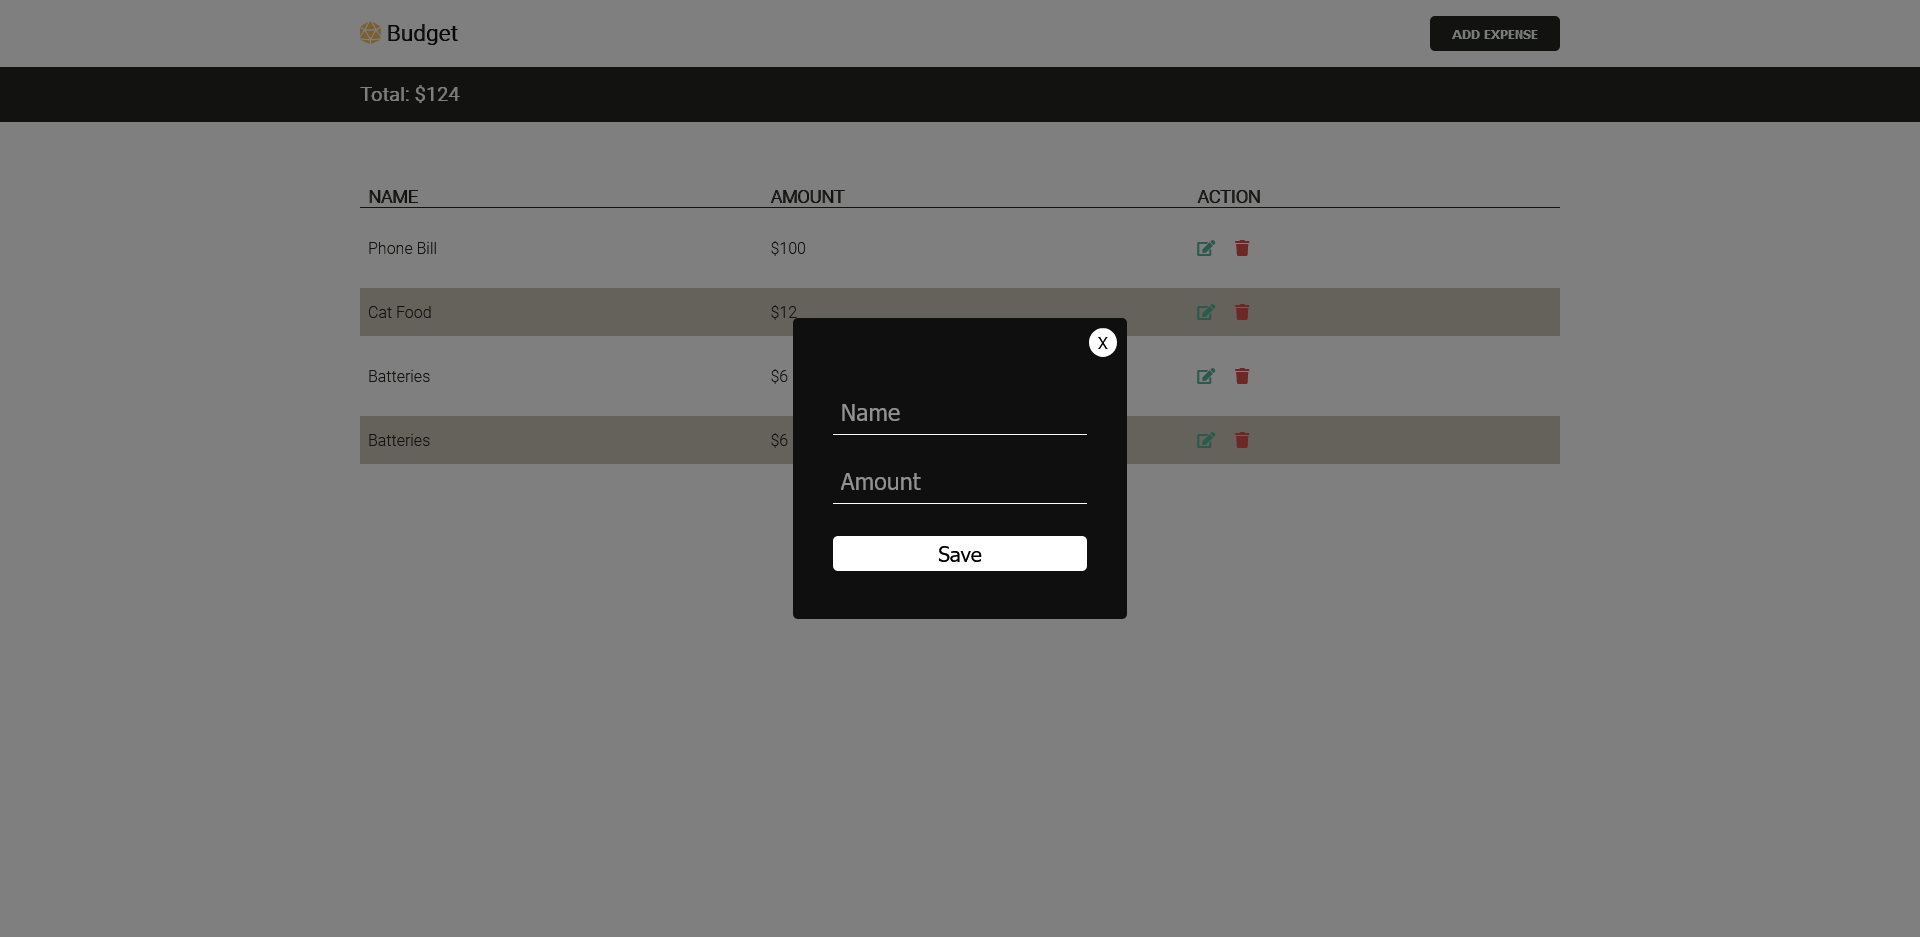 Budget
ADD EXPENSE
Total: $124
NAME AMOUNT ACTION
Phone Bill $100
Cat Food $12
Batteries $6
Batteries $6
X
Name
Amount
Save